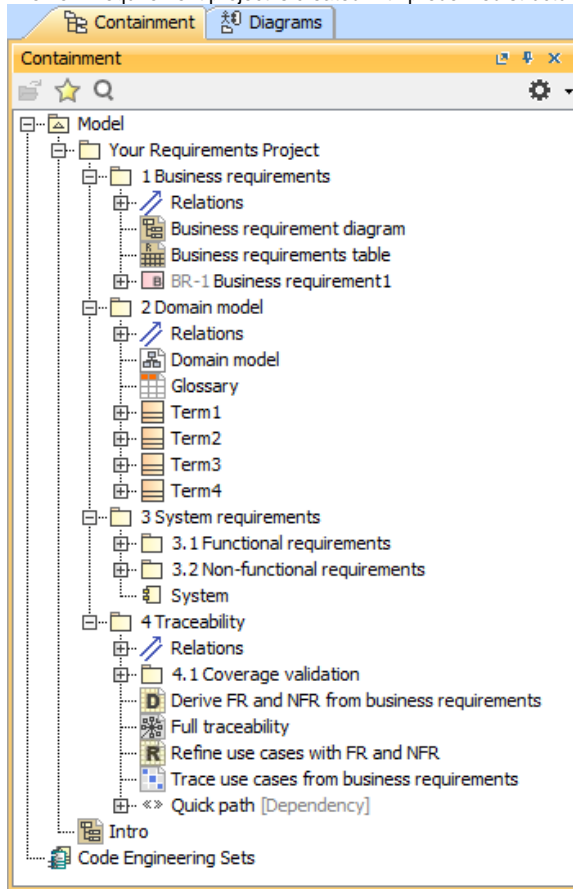 Containment Diagrams
Containment
Model
Your Requirements Project
1 Business requirements
Relations
Business requirement diagram
Business requirements table
BR-1 Business requirement1
2 Domain model
Relations
Domain model
Glossary
Term1
Term2
Term3
Term4
3 System requirements
3.1 Functional requirements
3.2 Non-functional requirements
System
4 Traceability
Relations
4.1 Coverage validation
Derive FR and NFR from business requirements
Full traceability
Refine use cases with FR and NFR
Trace use cases from business requirements
«» Quick path [Dependency]
Intro
Code Engineering Sets